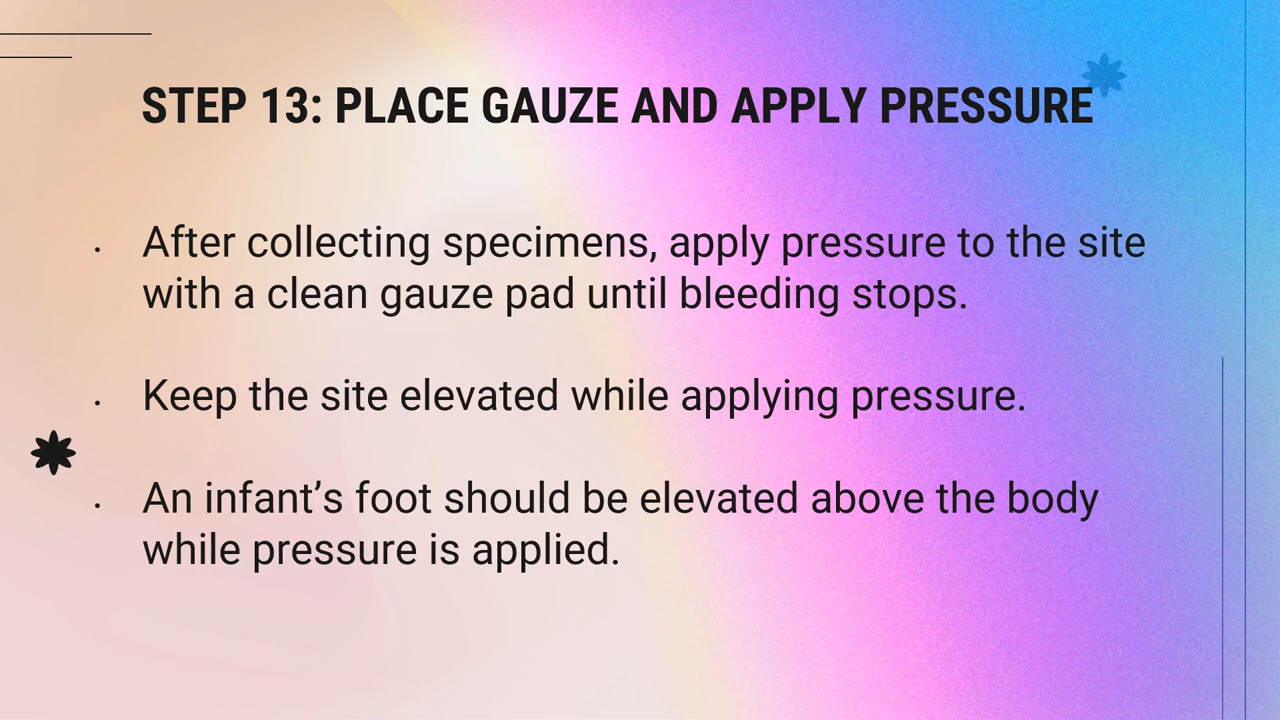 STEP 13: PLACE GAUZE AND APPLY PRESSURE
• After collecting specimens, apply pressure to the site
with a clean gauze pad until bleeding stops.
• Keep the site elevated while applying pressure.
• An infant’s foot should be elevated above the body
while pressure is applied.